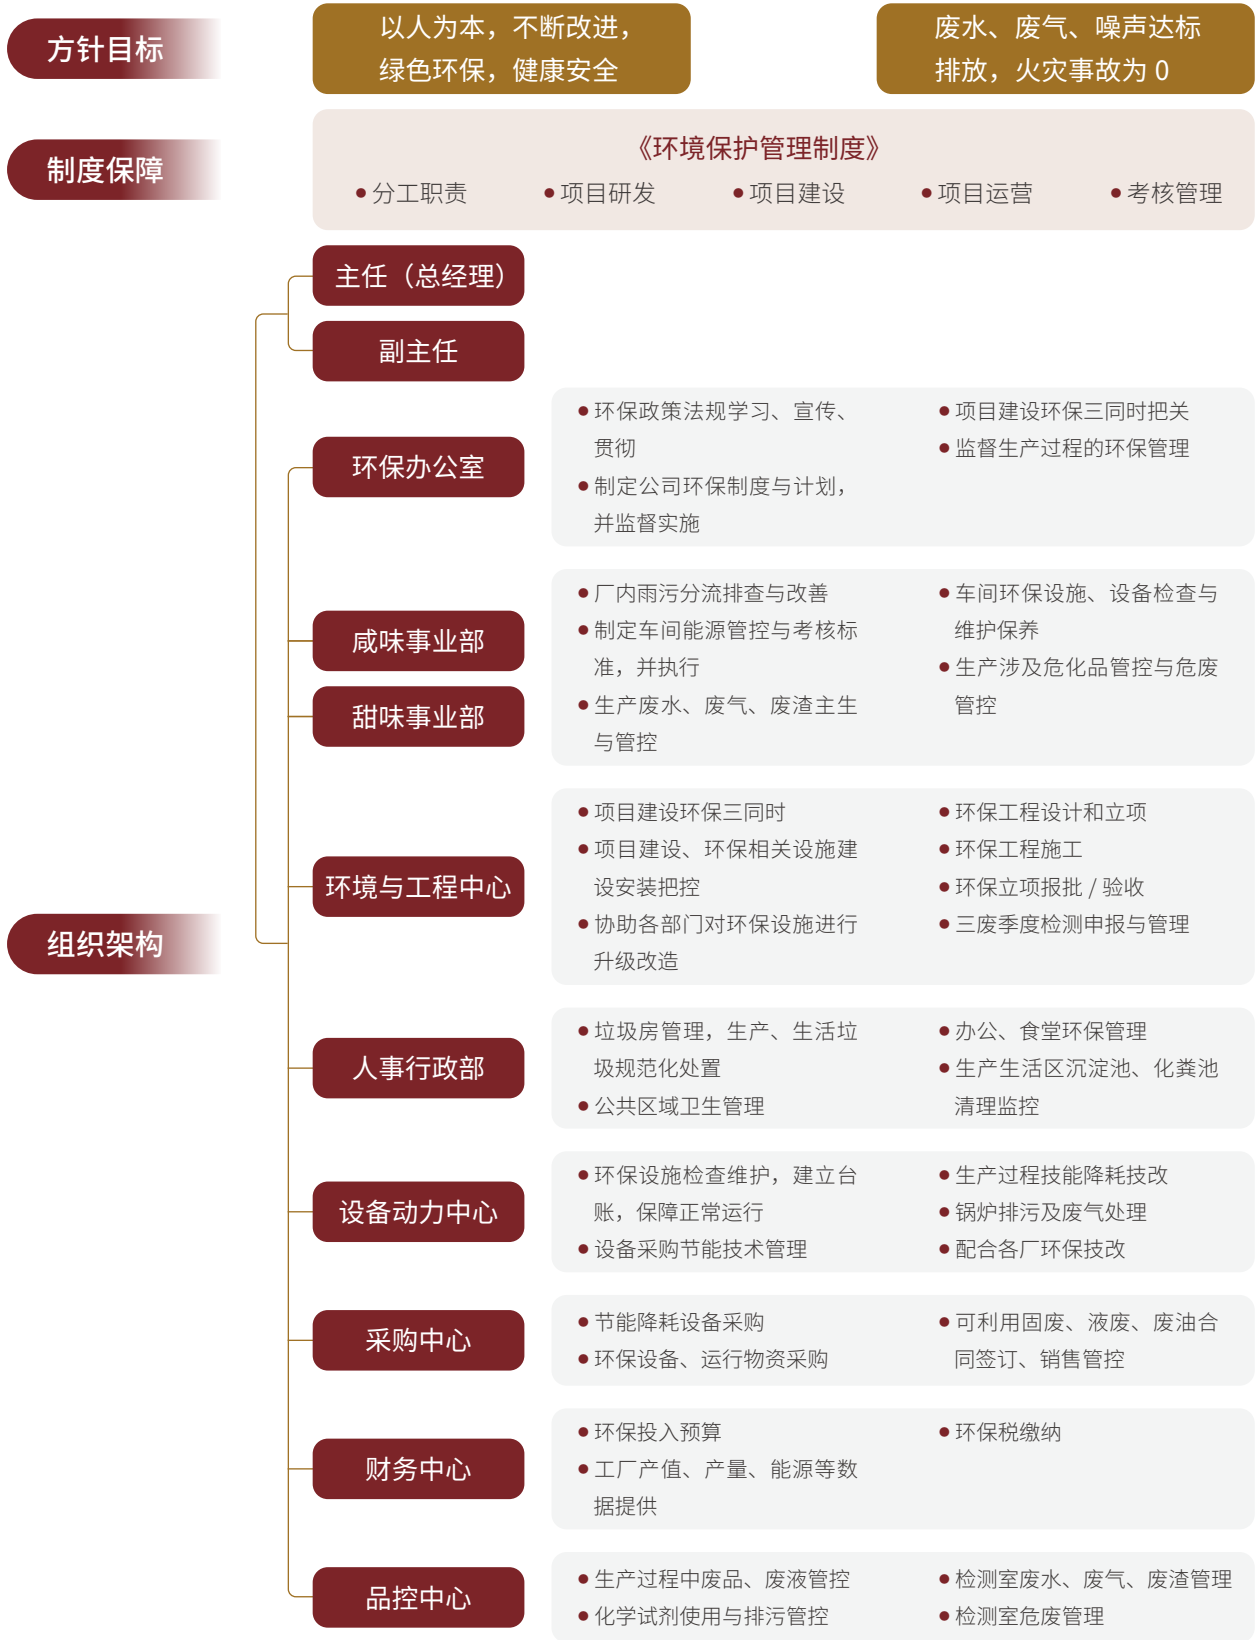 方针目标
以人为本，不断改进，
绿色环保，健康安全
废水、废气、噪声达标
排放，火灾事故为 0
制度保障
《环境保护管理制度》
● 分工职责
● 项目研发
● 项目建设
● 项目运营
● 考核管理
组织架构
主任（总经理）
副主任
环保办公室
● 环保政策法规学习、宣传、
贯彻
● 制定公司环保制度与计划，
并监督实施
● 项目建设环保三同时把关
● 监督生产过程的环保管理
咸味事业部
甜味事业部
● 厂内雨污分流排查与改善
● 制定车间能源管控与考核标
准，并执行
● 生产废水、废气、废渣主生
与管控
● 车间环保设施、设备检查与
维护保养
● 生产涉及危化品管控与危废
管控
环境与工程中心
● 项目建设环保三同时
● 项目建设、环保相关设施建
设安装把控
● 协助各部门对环保设施进行
升级改造
● 环保工程设计和立项
● 环保工程施工
● 环保立项报批 / 验收
● 三废季度检测申报与管理
人事行政部
● 垃圾房管理，生产、生活垃
圾规范化处置
● 公共区域卫生管理
● 办公、食堂环保管理
● 生产生活区沉淀池、化粪池
清理监控
设备动力中心
● 环保设施检查维护，建立台
账，保障正常运行
● 设备采购节能技术管理
● 生产过程技能降耗技改
● 锅炉排污及废气处理
● 配合各厂环保技改
采购中心
● 节能降耗设备采购
● 环保设备、运行物资采购
● 可利用固废、液废、废油合
同签订、销售管控
财务中心
● 环保投入预算
● 工厂产值、产量、能源等数
据提供
● 环保税缴纳
品控中心
● 生产过程中废品、废液管控
● 化学试剂使用与排污管控
● 检测室废水、废气、废渣管理
● 检测室危废管理